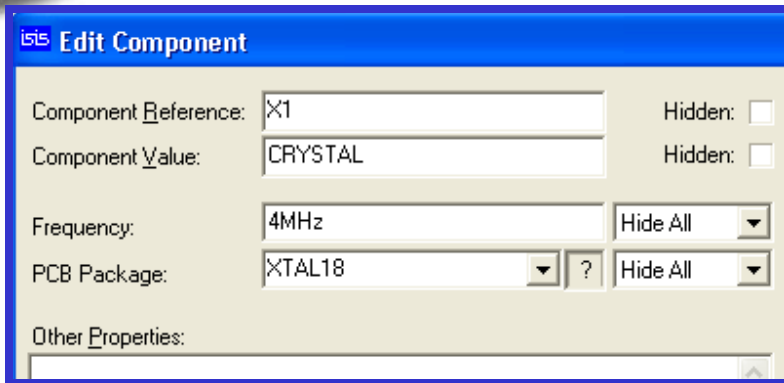 isis Edit Component
Component Reference: X1 Hidden:
Component Value: CRYSTAL Hidden:
Frequency: 4MHz Hide All
PCB Package: XTAL18 ? Hide All
Other Properties: